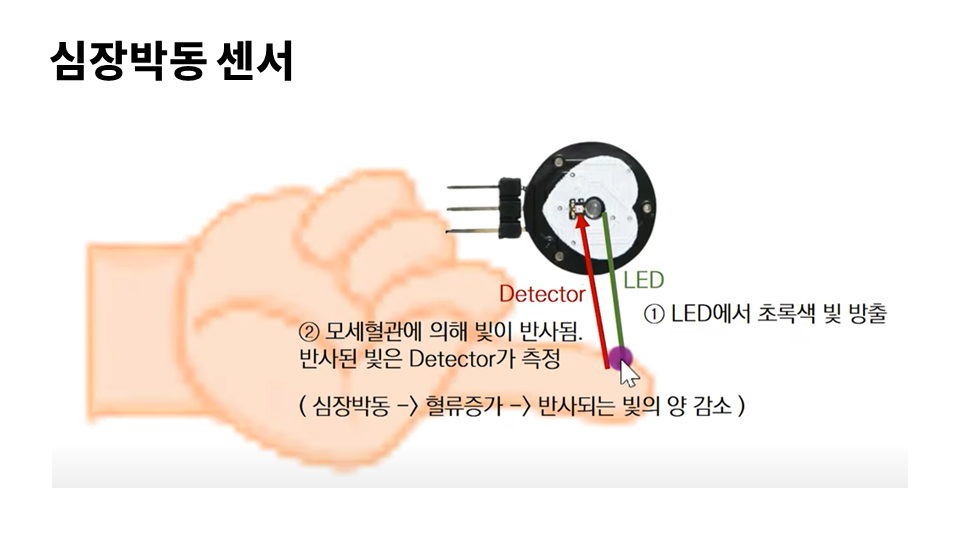 심장박동 센서
Detector
LED
① LED에서 초록색 빛 방출
② 모세혈관에 의해 빛이 반사됨.
반사된 빛은 Detector가 측정
( 심장박동 -> 혈류증가 -> 반사되는 빛의 양 감소 )